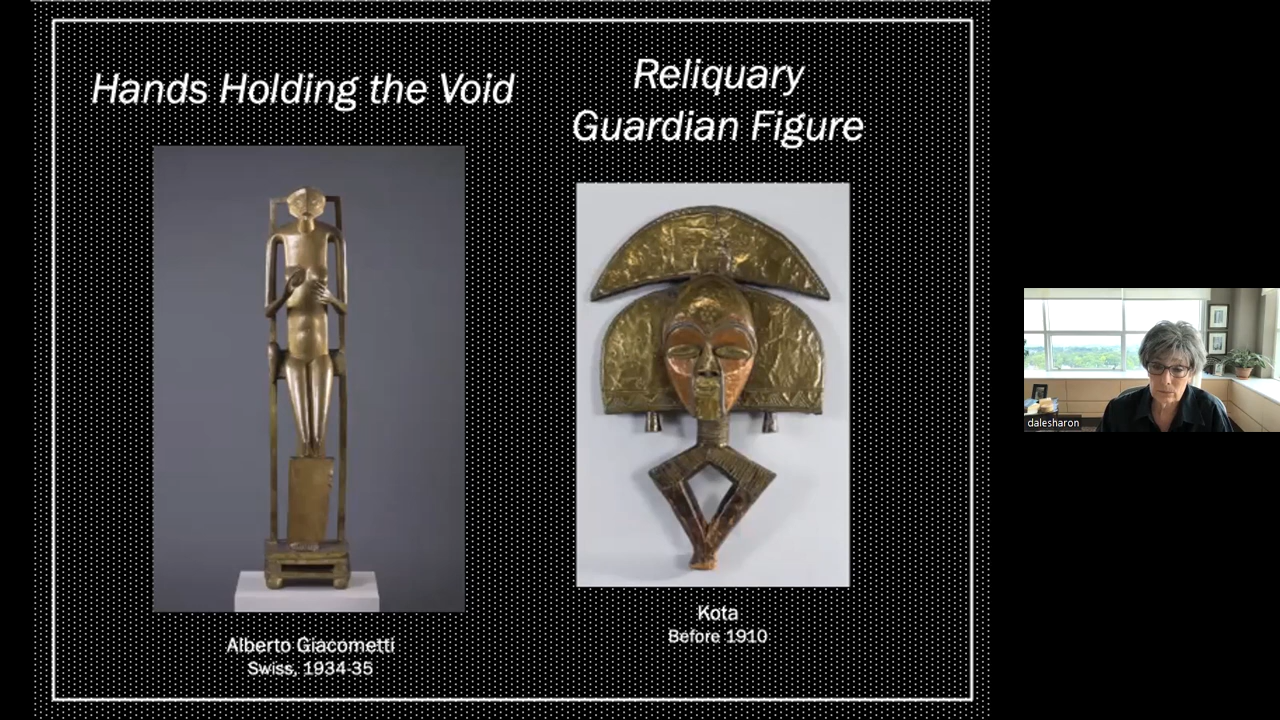 Hands Holding the Void
Reliquary
Guardian Figure
Alberto Giacometti
Swiss, 1934-35
Kota
Before 1910
dalesharon